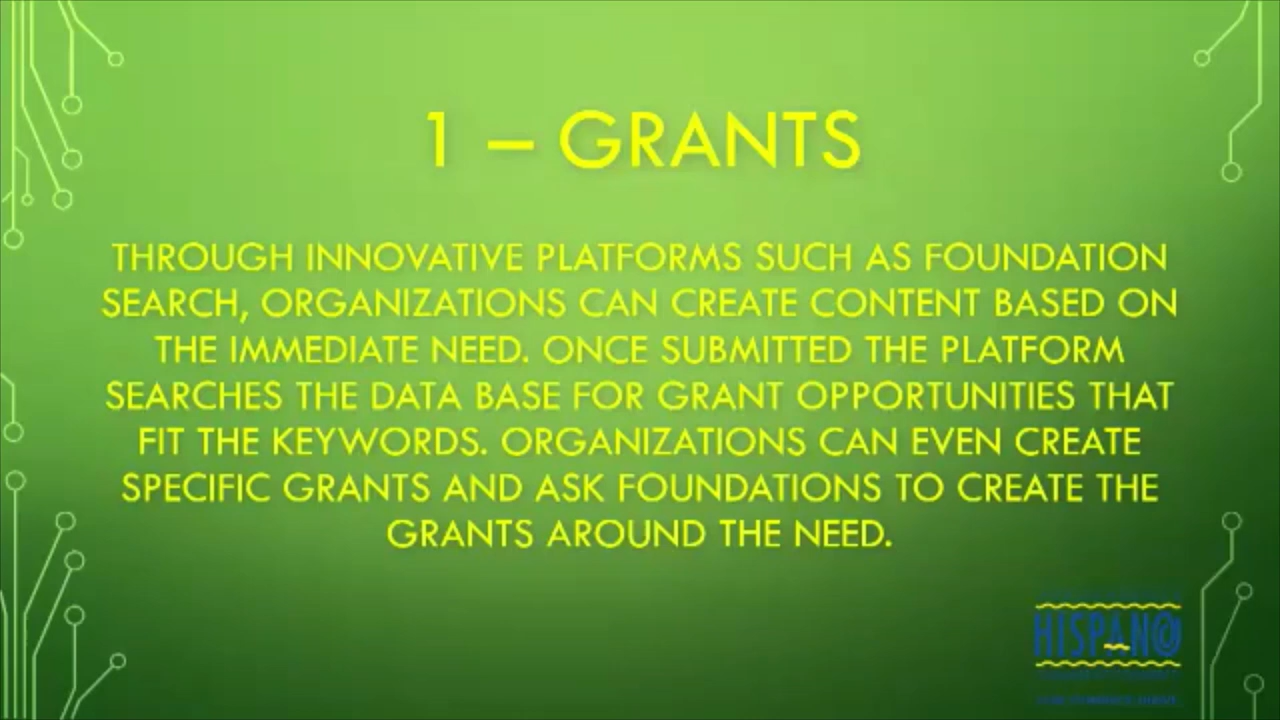 1 – GRANTS
THROUGH INNOVATIVE PLATFORMS SUCH AS FOUNDATION
SEARCH, ORGANIZATIONS CAN CREATE CONTENT BASED ON
THE IMMEDIATE NEED. ONCE SUBMITTED THE PLATFORM
SEARCHES THE DATA BASE FOR GRANT OPPORTUNITIES THAT
FIT THE KEYWORDS. ORGANIZATIONS CAN EVEN CREATE
SPECIFIC GRANTS AND ASK FOUNDATIONS TO CREATE THE
GRANTS AROUND THE NEED.
HISPANO